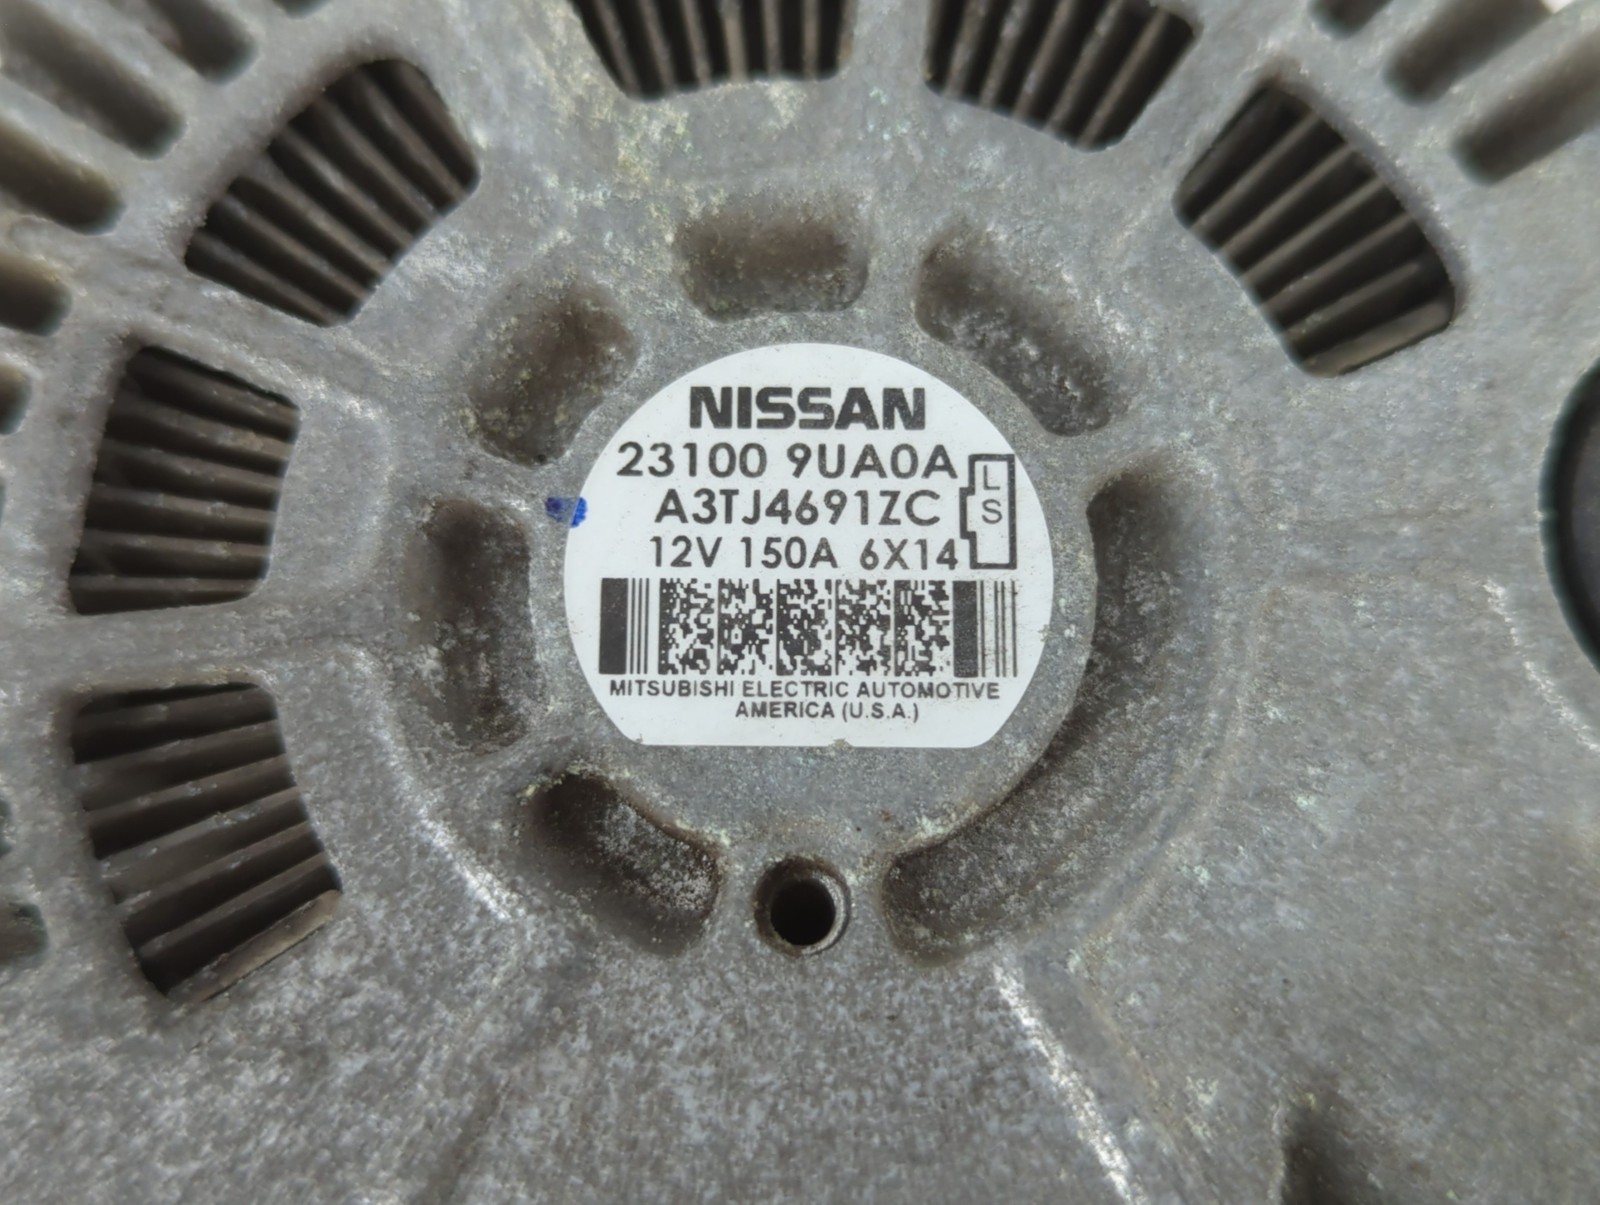 NISSAN
23100 9UA0A
L
A3TJ4691ZC
S
12V 150A 6X14
MITSUBISHI ELECTRIC AUTOMOTIVE
AMERICA (U.S.A.)